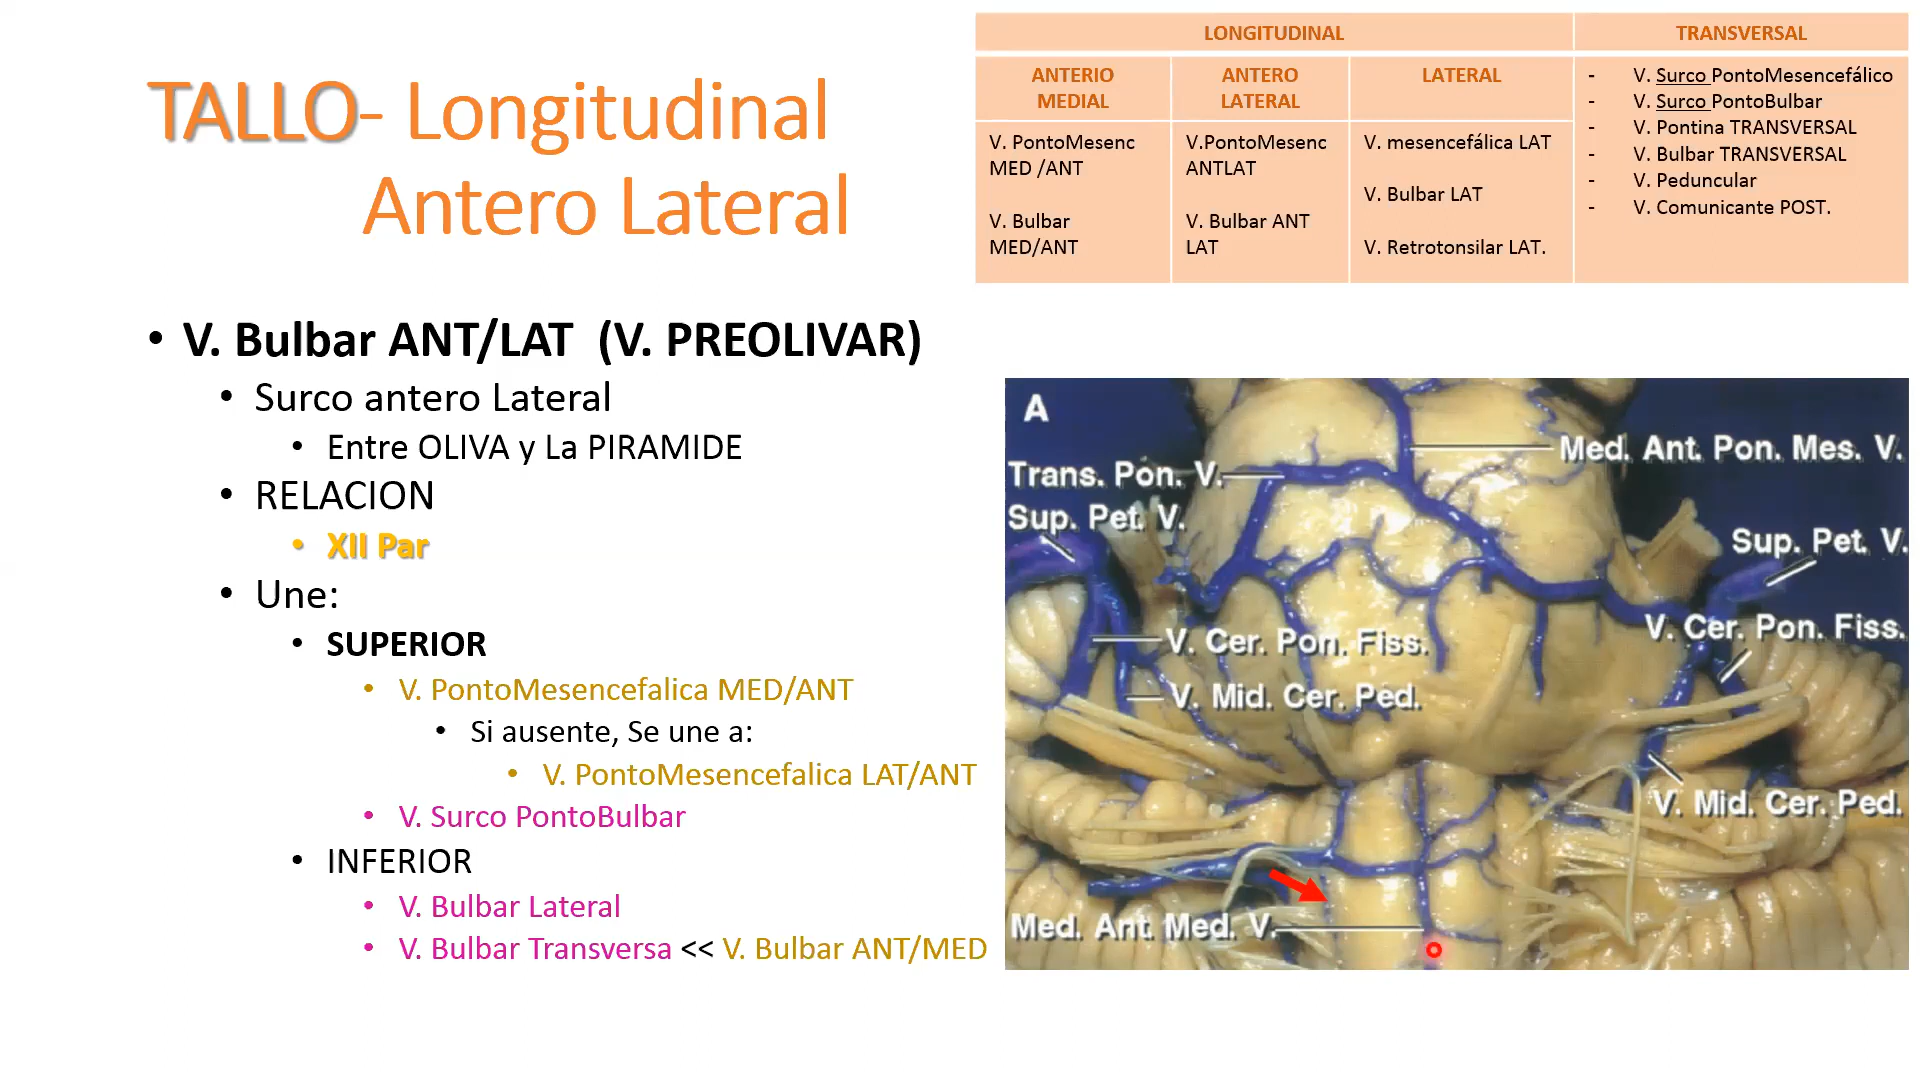 TALLO- Longitudinal
Antero Lateral
LONGITUDINAL
TRANSVERSAL
ANTERIO
MEDIAL
ANTERO
LATERAL
LATERAL
V. PontoMesenc
MED /ANT
V. Bulbar
MED/ANT
V.PontoMesenc
ANTLAT
V. Bulbar ANT
LAT
V. mesencefálica LAT
V. Bulbar LAT
V. Retrotonsilar LAT.
- V. Surco PontoMesencefálico
- V. Surco PontoBulbar
- V. Pontina TRANSVERSAL
- V. Bulbar TRANSVERSAL
- V. Peduncular
- V. Comunicante POST.
• V. Bulbar ANT/LAT (V. PREOLIVAR)
• Surco antero Lateral
• Entre OLIVA y La PIRAMIDE
• RELACION
• XII Par
• Une:
• SUPERIOR
• V. PontoMesencefalica MED/ANT
• Si ausente, Se une a:
• V. PontoMesencefalica LAT/ANT
• V. Surco PontoBulbar
• INFERIOR
• V. Bulbar Lateral
• V. Bulbar Transversa << V. Bulbar ANT/MED
A
Med. Ant. Pon. Mes. V.
Trans. Pon. V.
Sup. Pet. V.
Sup. Pet. V.
V. Cer. Pon. Fiss.
V. Cer. Pon. Fiss.
V. Mid. Cer. Ped.
V. Mid. Cer. Ped.
Med. Ant. Med. V.